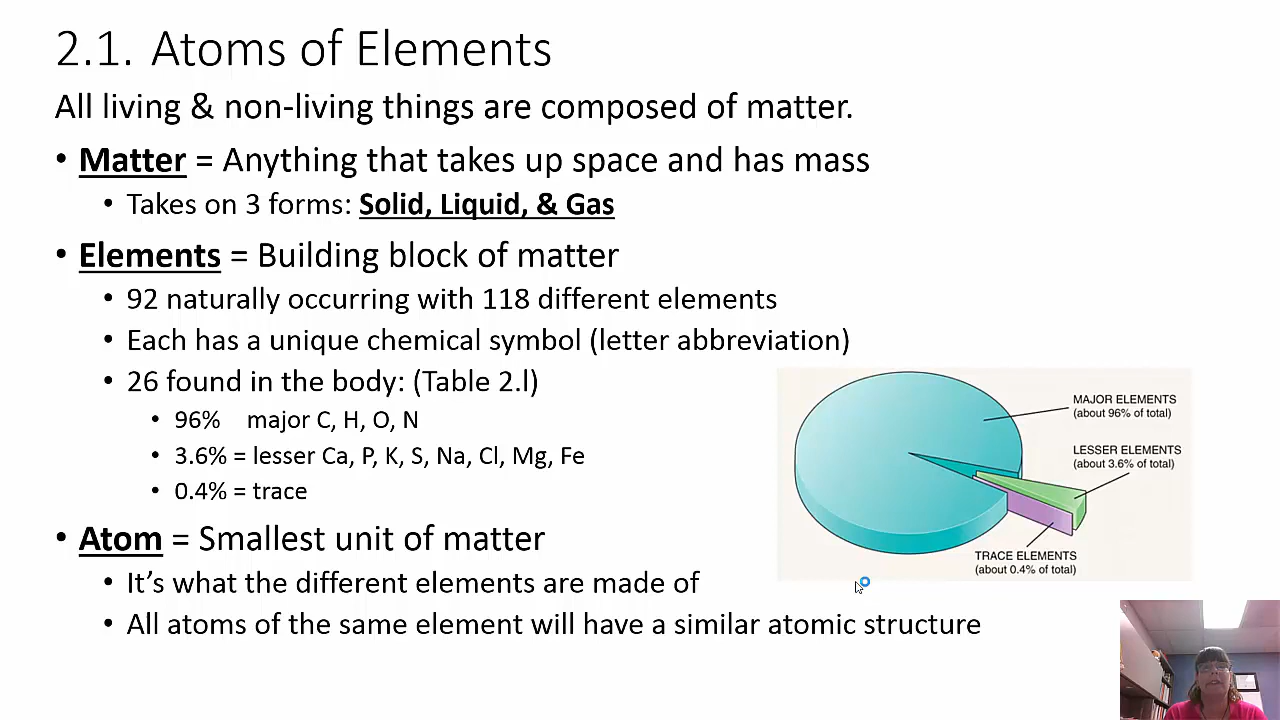 2.1. Atoms of Elements
All living & non-living things are composed of matter.
• Matter = Anything that takes up space and has mass
• Takes on 3 forms: Solid, Liquid, & Gas
• Elements = Building block of matter
• 92 naturally occurring with 118 different elements
• Each has a unique chemical symbol (letter abbreviation)
• 26 found in the body: (Table 2.l)
• 96% major C, H, O, N
• 3.6% = lesser Ca, P, K, S, Na, Cl, Mg, Fe
• 0.4% = trace
MAJOR ELEMENTS
(about 96% of total)
LESSER ELEMENTS
(about 3.6% of total)
TRACE ELEMENTS
(about 0.4% of total)
• Atom = Smallest unit of matter
• It’s what the different elements are made of
• All atoms of the same element will have a similar atomic structure